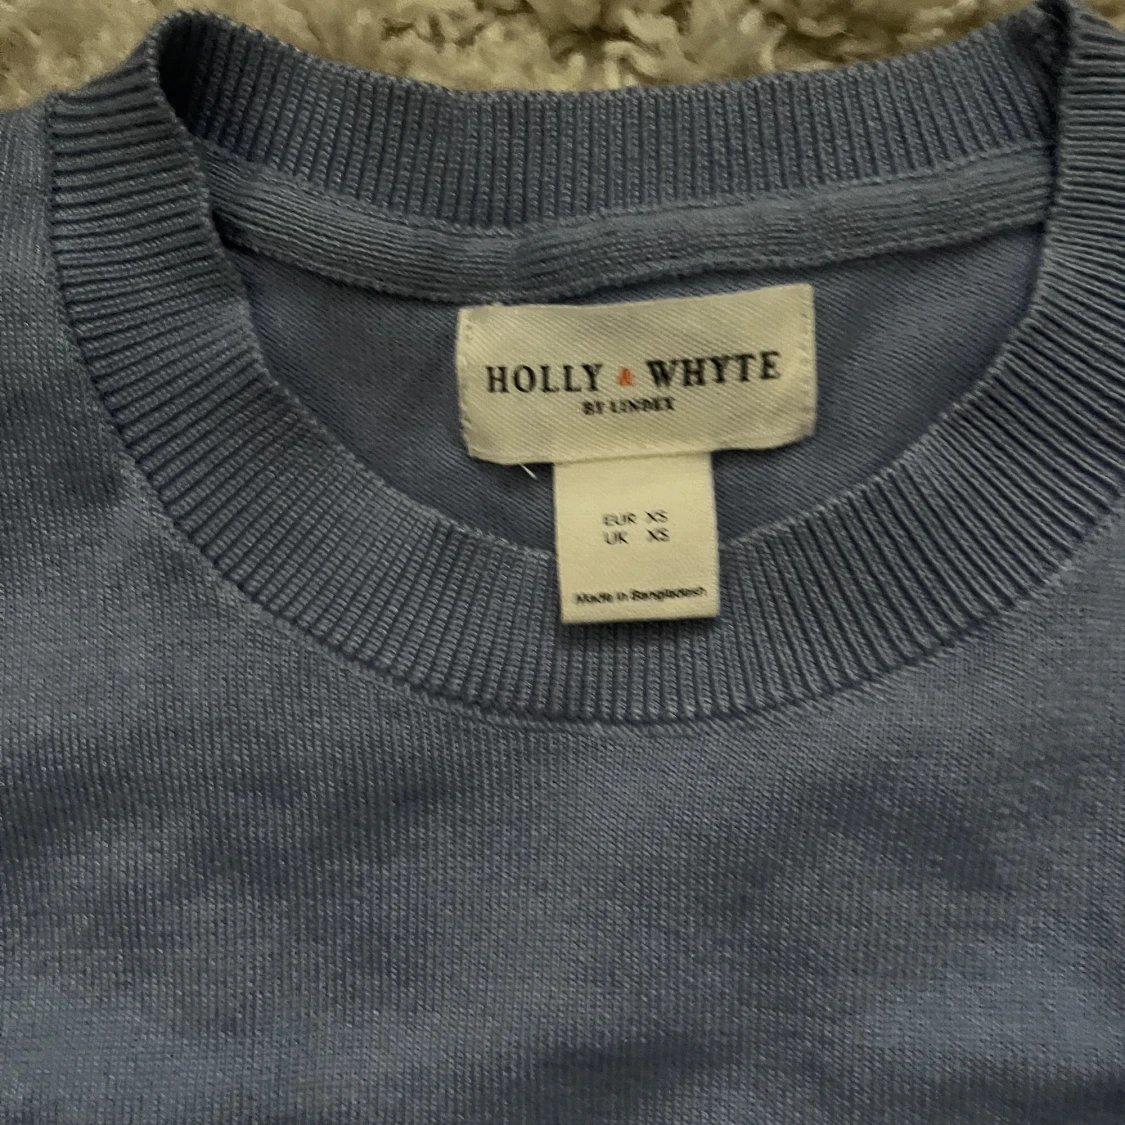 HOLLY & WHYTE
BY LINDEX
EUR XS
UK XS
Made in Bangladesh